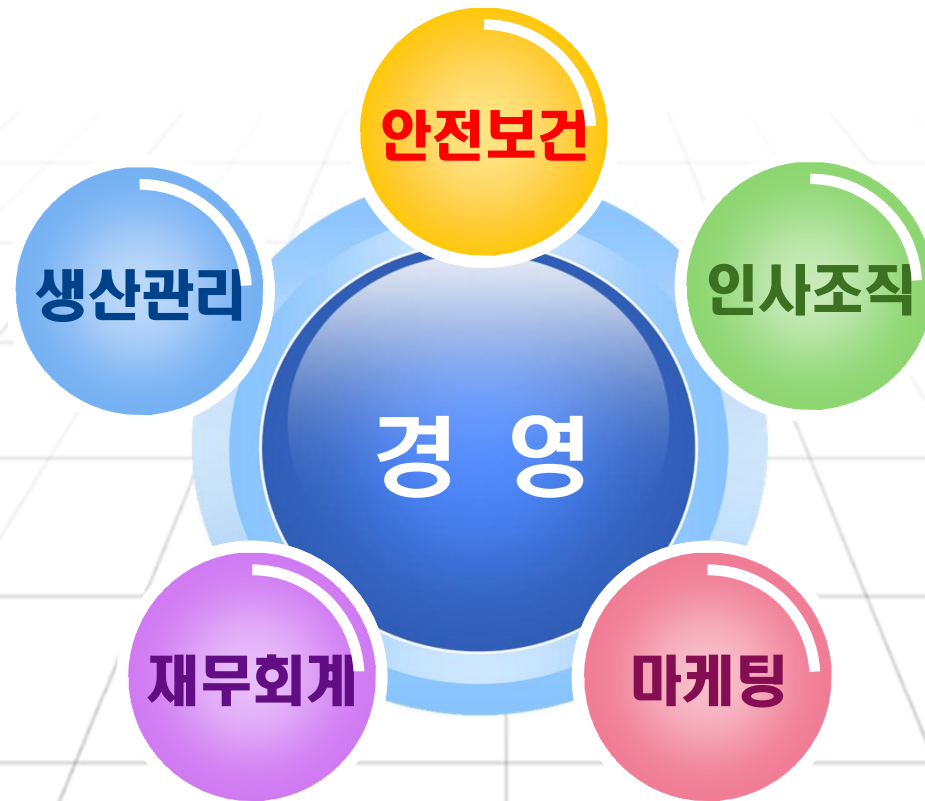 안전보건
생산관리
인사조직
경 영
재무회계
마케팅